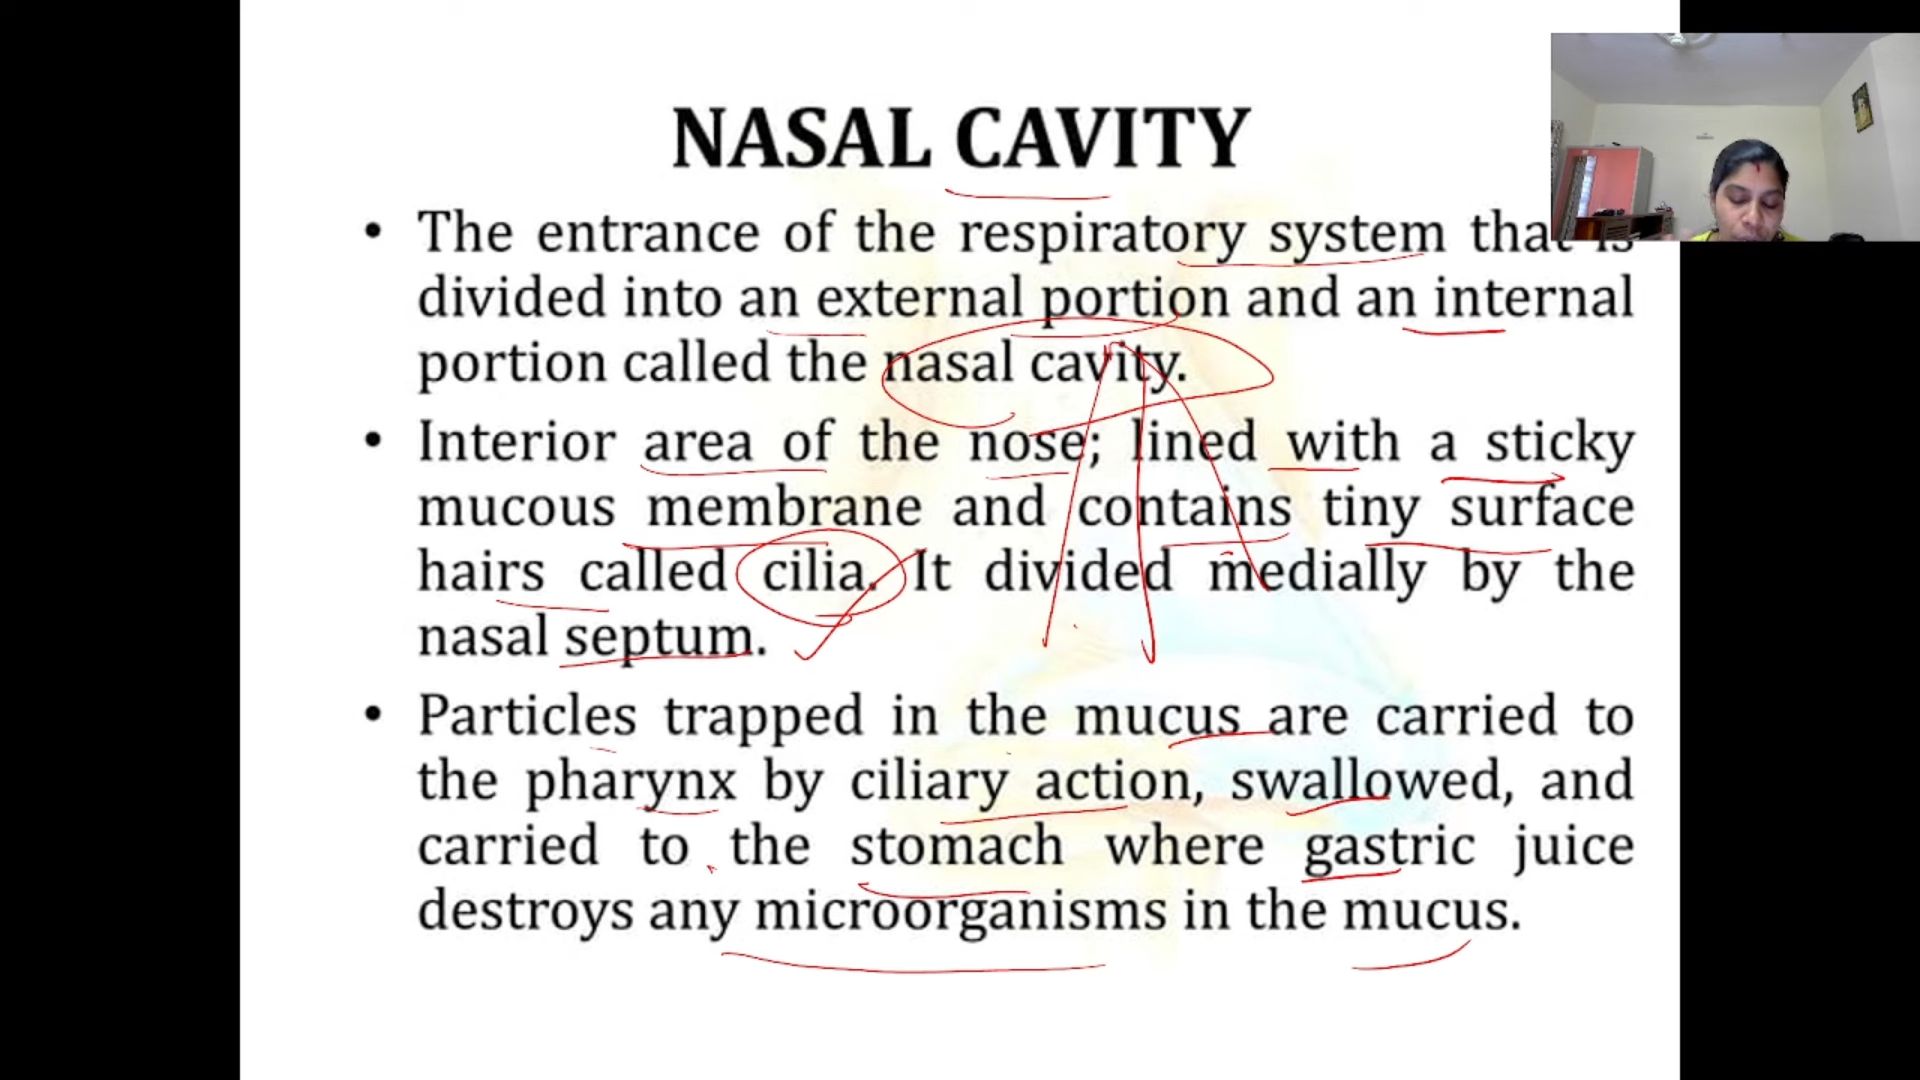 NASAL CAVITY
• The entrance of the respiratory system that is
divided into an external portion and an internal
portion called the nasal cavity.
• Interior area of the nose; lined with a sticky
mucous membrane and contains tiny surface
hairs called cilia. It divided medially by the
nasal septum.
• Particles trapped in the mucus are carried to
the pharynx by ciliary action, swallowed, and
carried to the stomach where gastric juice
destroys any microorganisms in the mucus.